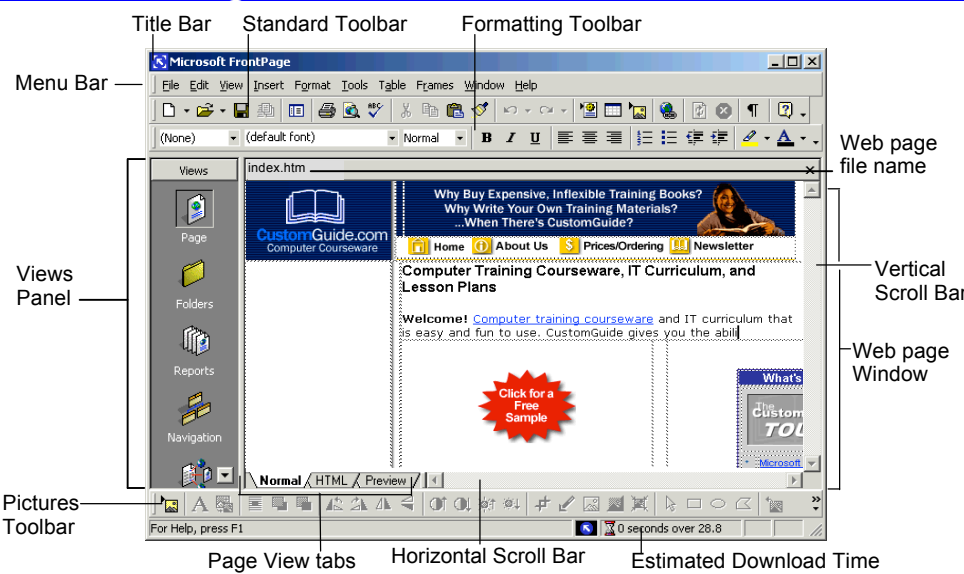 Title Bar
Standard Toolbar
Formatting Toolbar
Microsoft FrontPage
Menu Bar
File Edit View Insert Format Tools Table Frames Window Help
(None)
(default font)
Normal
B I U
A
Web page
file name
Views
index.htm
Page
Folders
Reports
Navigation
Views
Panel
CustomGuide.com
Computer Courseware
Why Buy Expensive, Inflexible Training Books?
Why Write Your Own Training Materials?
...When There's CustomGuide?
Home About Us $ Prices/Ordering Newsletter
Computer Training Courseware, IT Curriculum, and
Lesson Plans
Welcome! Computer training courseware and IT curriculum that
is easy and fun to use. CustomGuide gives you the abili
Click for a
Free
Sample
What's
The
Custom
TOU
Microsoft
Vertical
Scroll Bar
Web page
Window
Normal HTML Preview
Pictures
Toolbar
A
For Help, press F1
0 seconds over 28.8
Page View tabs
Horizontal Scroll Bar
Estimated Download Time